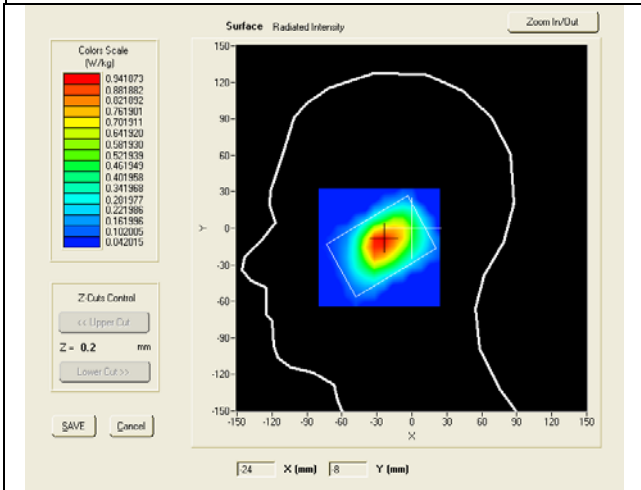 Surface Radiated Intensity
Zoom In/Out
Colors Scale
(W/kg)
0.941873
0.881882
0.821892
0.761901
0.701911
0.641920
0.581930
0.521939
0.461949
0.401958
0.341968
0.281977
0.221986
0.161996
0.102005
0.042015
150
120
90
60
30
0
-30
-60
-90
-120
-150
Y
-150 -120 -90 -60 -30 0 30 60 90 120 150
X
Z-Cuts Control
<< Upper Cut
Z = 0.2 mm
Lower Cut >>
SAVE Cancel
-24 X (mm) -8 Y (mm)